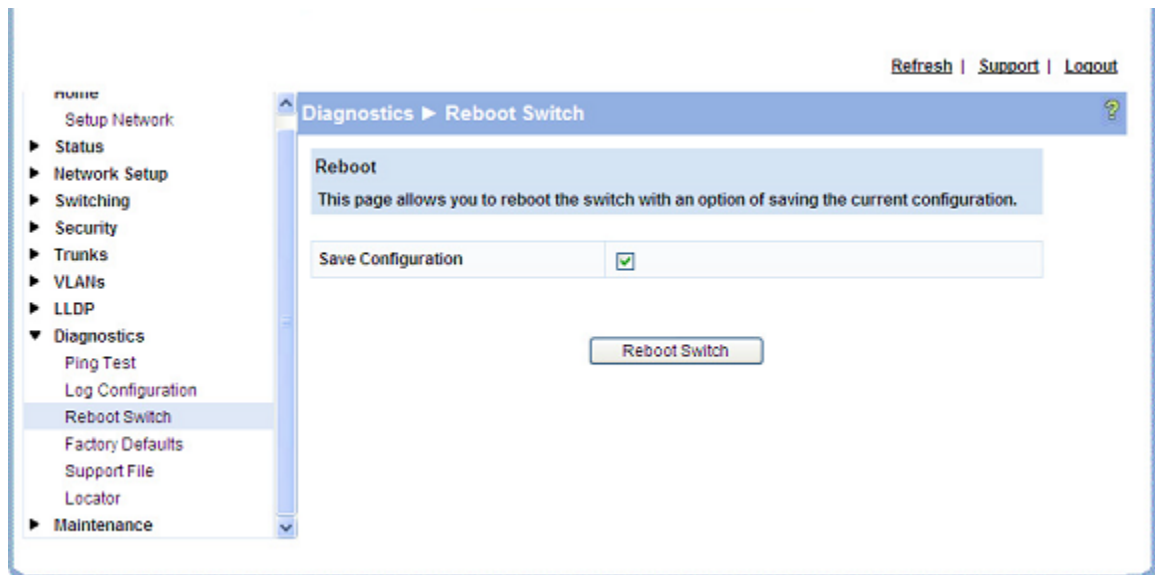 Refresh | Support | Logout
Home
Setup Network
Status
Network Setup
Switching
Security
Trunks
VLANs
LLDP
Diagnostics
Ping Test
Log Configuration
Reboot Switch
Factory Defaults
Support File
Locator
Maintenance
Diagnostics ► Reboot Switch
Reboot
This page allows you to reboot the switch with an option of saving the current configuration.
Save Configuration
Reboot Switch